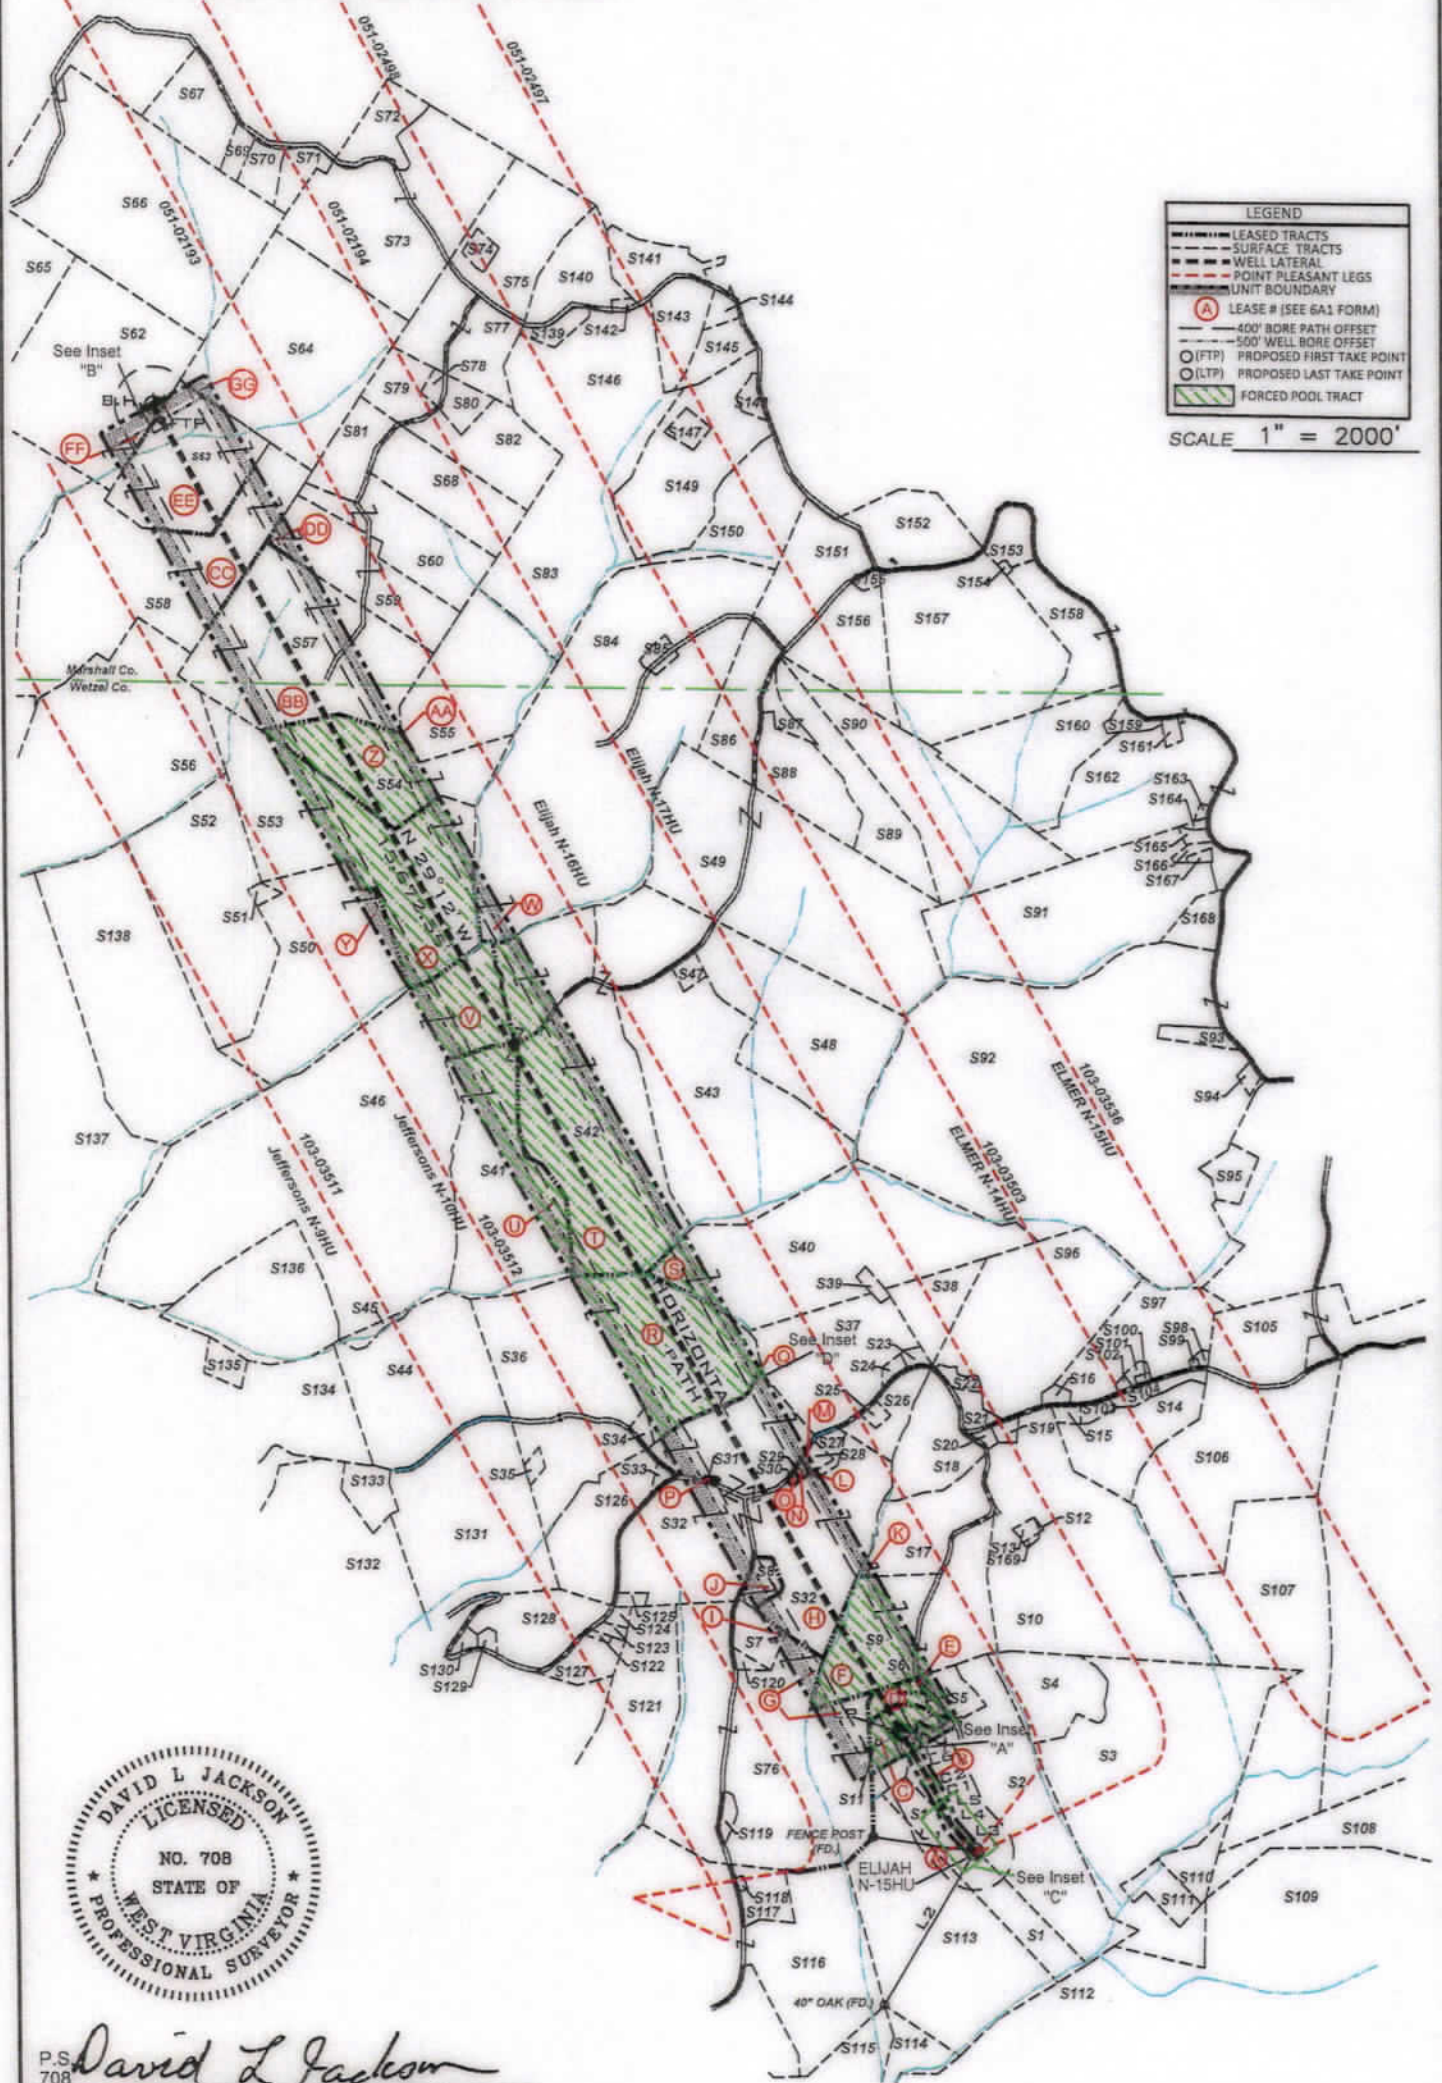 051-02498
051-02497
S67
S72
S69
S70
S71
S66
051-02193
051-02194
S73
S74
S65
S75
S140
S141
S62
See Inset
"B"
S64
S77
S139
S142
S143
S144
S145
GG
S79
S78
S80
S146
FF
S63
S81
S82
S147
EE
S68
S149
DD
S150
S152
CC
S60
S83
S151
S153
S154
S155
S58
S59
S57
S84
S85
S156
S157
S158
Marshall Co.
Wetzel Co.
BB
AA
S55
S86
S87
S90
S160
S159
S161
S56
Z
S54
S88
S162
S163
S164
S52
S53
Elijah N-16HU
Elijah N-17HU
S89
S165
S166
S167
N 29° 12' W
S49
S51
W
S91
S168
S138
S50
Y
X
S47
V
S48
S92
S93
S94
S46
S43
103-03536
ELMER N-15HU
S137
103-03511
Jeffersons N-9HU
Jeffersons N-10HU
103-03512
S42
S41
103-03503
ELMER N-14HU
S95
U
T
S40
S96
S136
S
S39
S38
S45
S97
R
HORIZONTAL
PATH
S37
See Inset
"D"
S23
S24
S100
S101
S102
S98
S99
S105
S135
S134
S44
S36
S25
S26
S22
S16
S104
S103
S14
S34
M
S21
S19
S15
S33
S31
S29
S30
S27
S28
S20
S18
S106
S133
S35
S126
P
L
N
S32
S131
S132
S12
S13
S169
K
S17
S107
J
S8
S32
S10
I
H
S128
S125
S124
S123
S122
S7
S9
S130
S129
S127
S120
F
S6
E
S4
G
S5
S121
See Inset
"A"
S3
S76
C
S2
S11
S119
FENCE POST
(FD.)
S108
ELIJAH
N-15HU
See Inset
"C"
S110
S111
S109
S118
S117
L2
S113
S1
S116
40" OAK (FD.)
S112
S115
S114
LEGEND
LEASED TRACTS
SURFACE TRACTS
WELL LATERAL
POINT PLEASANT LEGS
UNIT BOUNDARY
A LEASE # (SEE 6A1 FORM)
400' BORE PATH OFFSET
500' WELL BORE OFFSET
(FTP) PROPOSED FIRST TAKE POINT
(LTP) PROPOSED LAST TAKE POINT
FORCED POOL TRACT
SCALE 1" = 2000'
DAVID L JACKSON
LICENSED
NO. 708
STATE OF
WEST VIRGINIA
PROFESSIONAL SURVEYOR
P.S.
708
David L Jackson